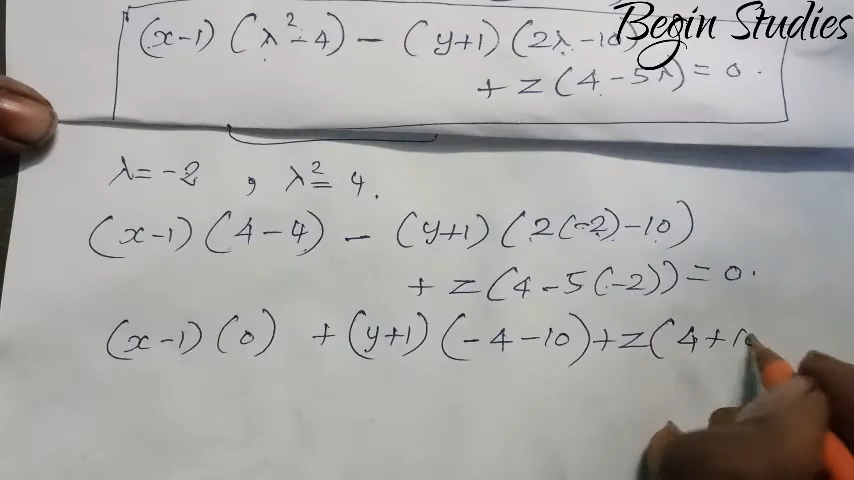 Begin Studies
(x-1) (λ²-4) - (y+1) (2λ-10)
+ z(4-5λ) = 0.
λ = -2 , λ² = 4.
(x-1) (4-4) - (y+1) (2(-2)-10)
+ z(4-5(-2)) = 0.
(x-1) (0) + (y+1) (-4-10) + z(4+10